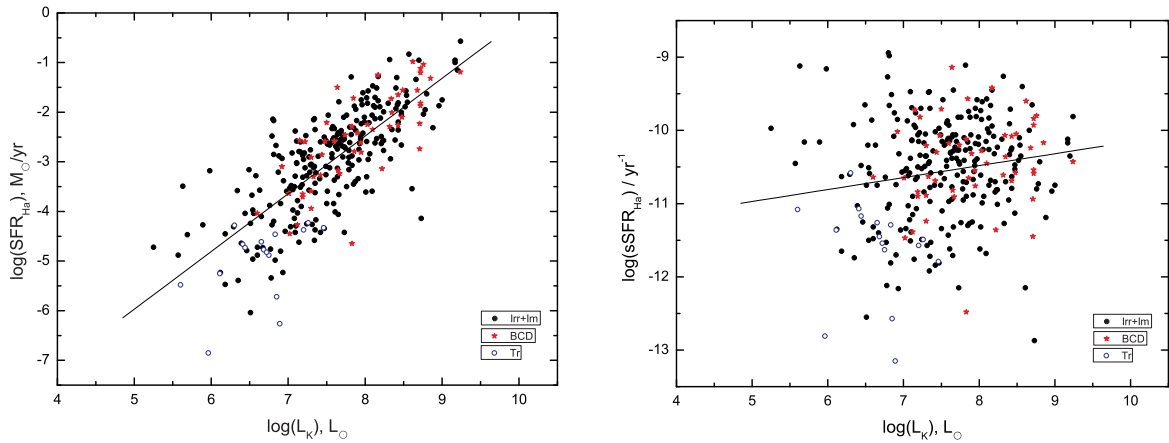 0
-1
-2
-3
-4
-5
-6
-7
log(SFR_Ha), M_⊙/yr
4 5 6 7 8 9 10
log(L_K), L_⊙
Irr+Im
BCD
Tr
-9
-10
-11
-12
-13
log(sSFR_Ha) / yr^-1
4 5 6 7 8 9 10
log(L_K), L_⊙
Irr+Im
BCD
Tr